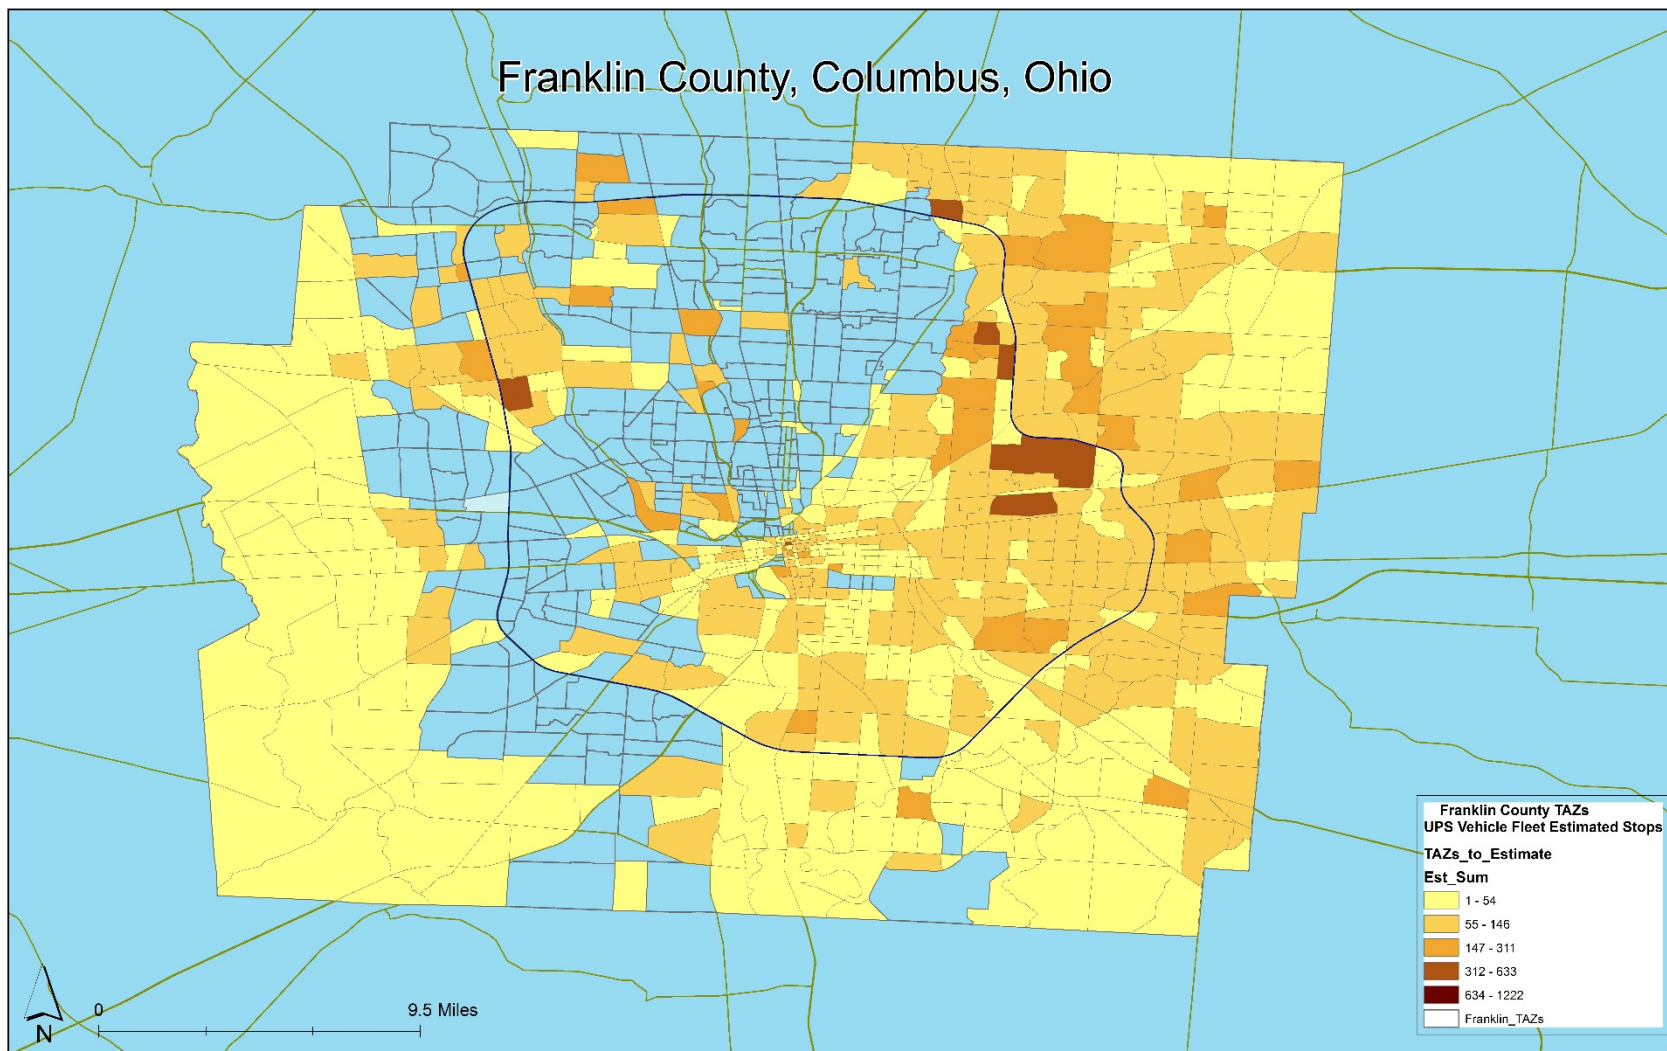 Franklin County, Columbus, Ohio
Franklin County TAZs
UPS Vehicle Fleet Estimated Stops
TAZs_to_Estimate
Est_Sum
1 - 54
55 - 146
147 - 311
312 - 633
634 - 1222
Franklin_TAZs
N
0
9.5 Miles